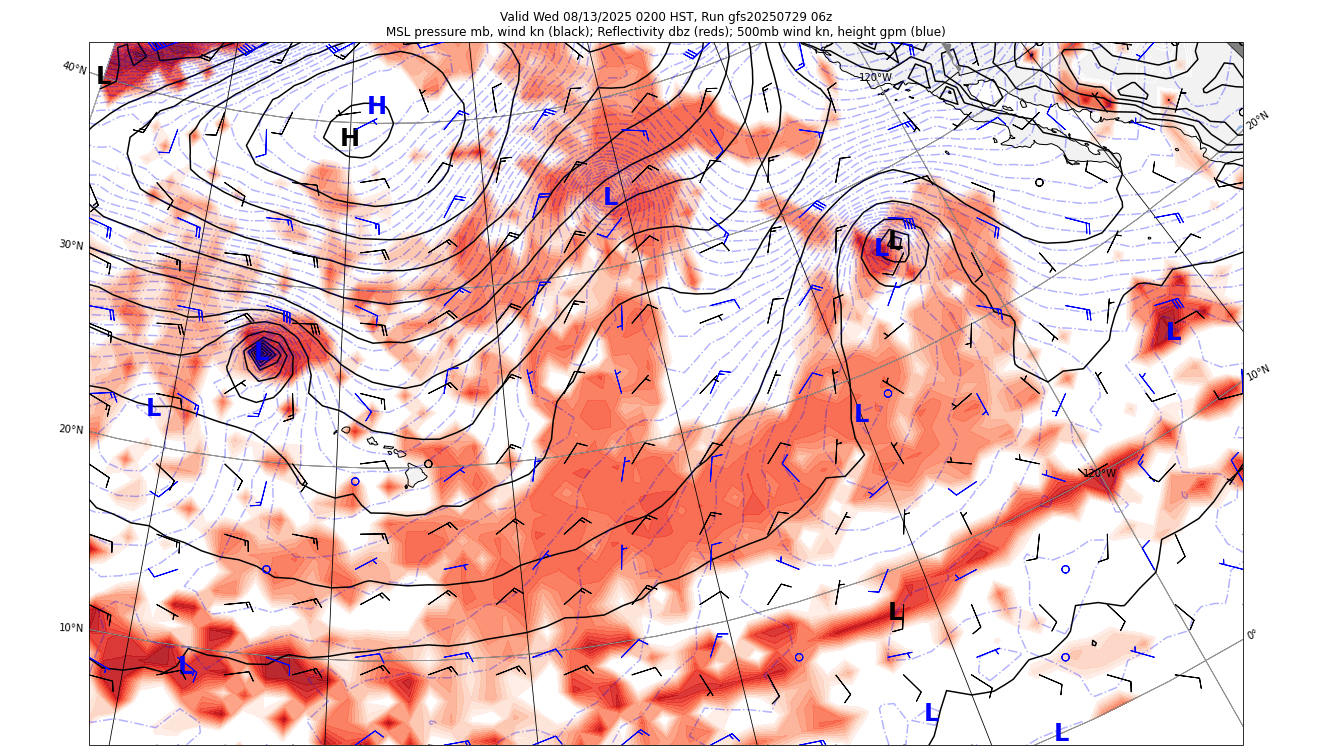 Valid Wed 08/13/2025 0200 HST, Run gfs20250729 06z
MSL pressure mb, wind kn (black); Reflectivity dbz (reds); 500mb wind kn, height gpm (blue)
40°N
L
H
H
120°W
20°N
L
30°N
L
L
L
L
10°N
L
L
20°N
120°W
L
10°N
0°
L
L
L